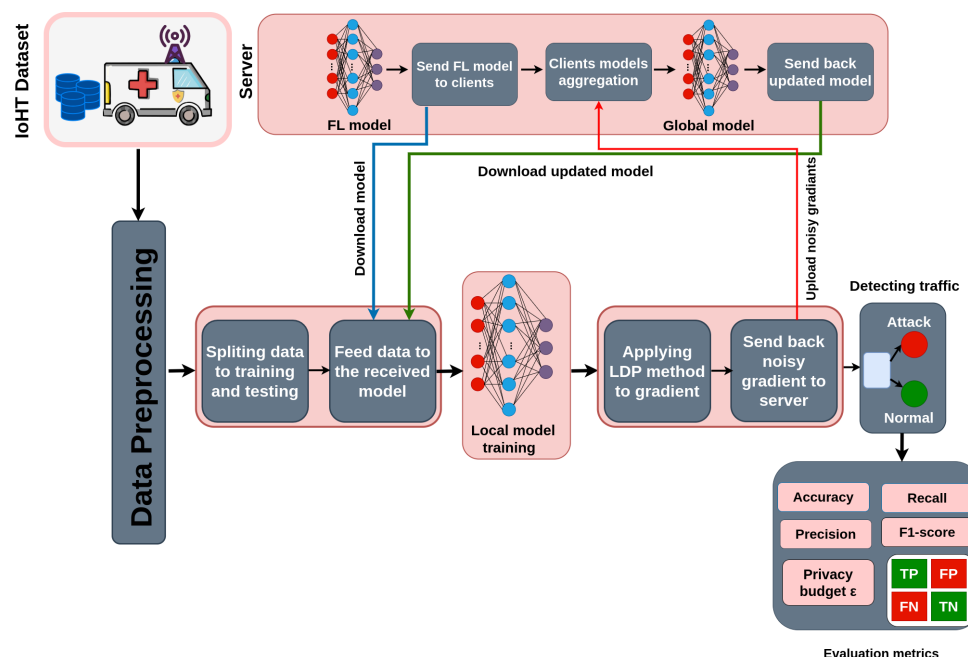 IoHT Dataset
Server
FL model
Send FL model
to clients
Clients models
aggregation
Global model
Send back
updated model
Download model
Download updated model
Upload noisy gradiants
Data Preprocessing
Spliting data
to training
and testing
Feed data to
the received
model
Local model
training
Applying
LDP method
to gradient
Send back
noisy
gradient to
server
Detecting traffic
Attack
Normal
Accuracy
Recall
Precision
F1-score
Privacy
budget ε
TP
FP
FN
TN
Evaluation metrics